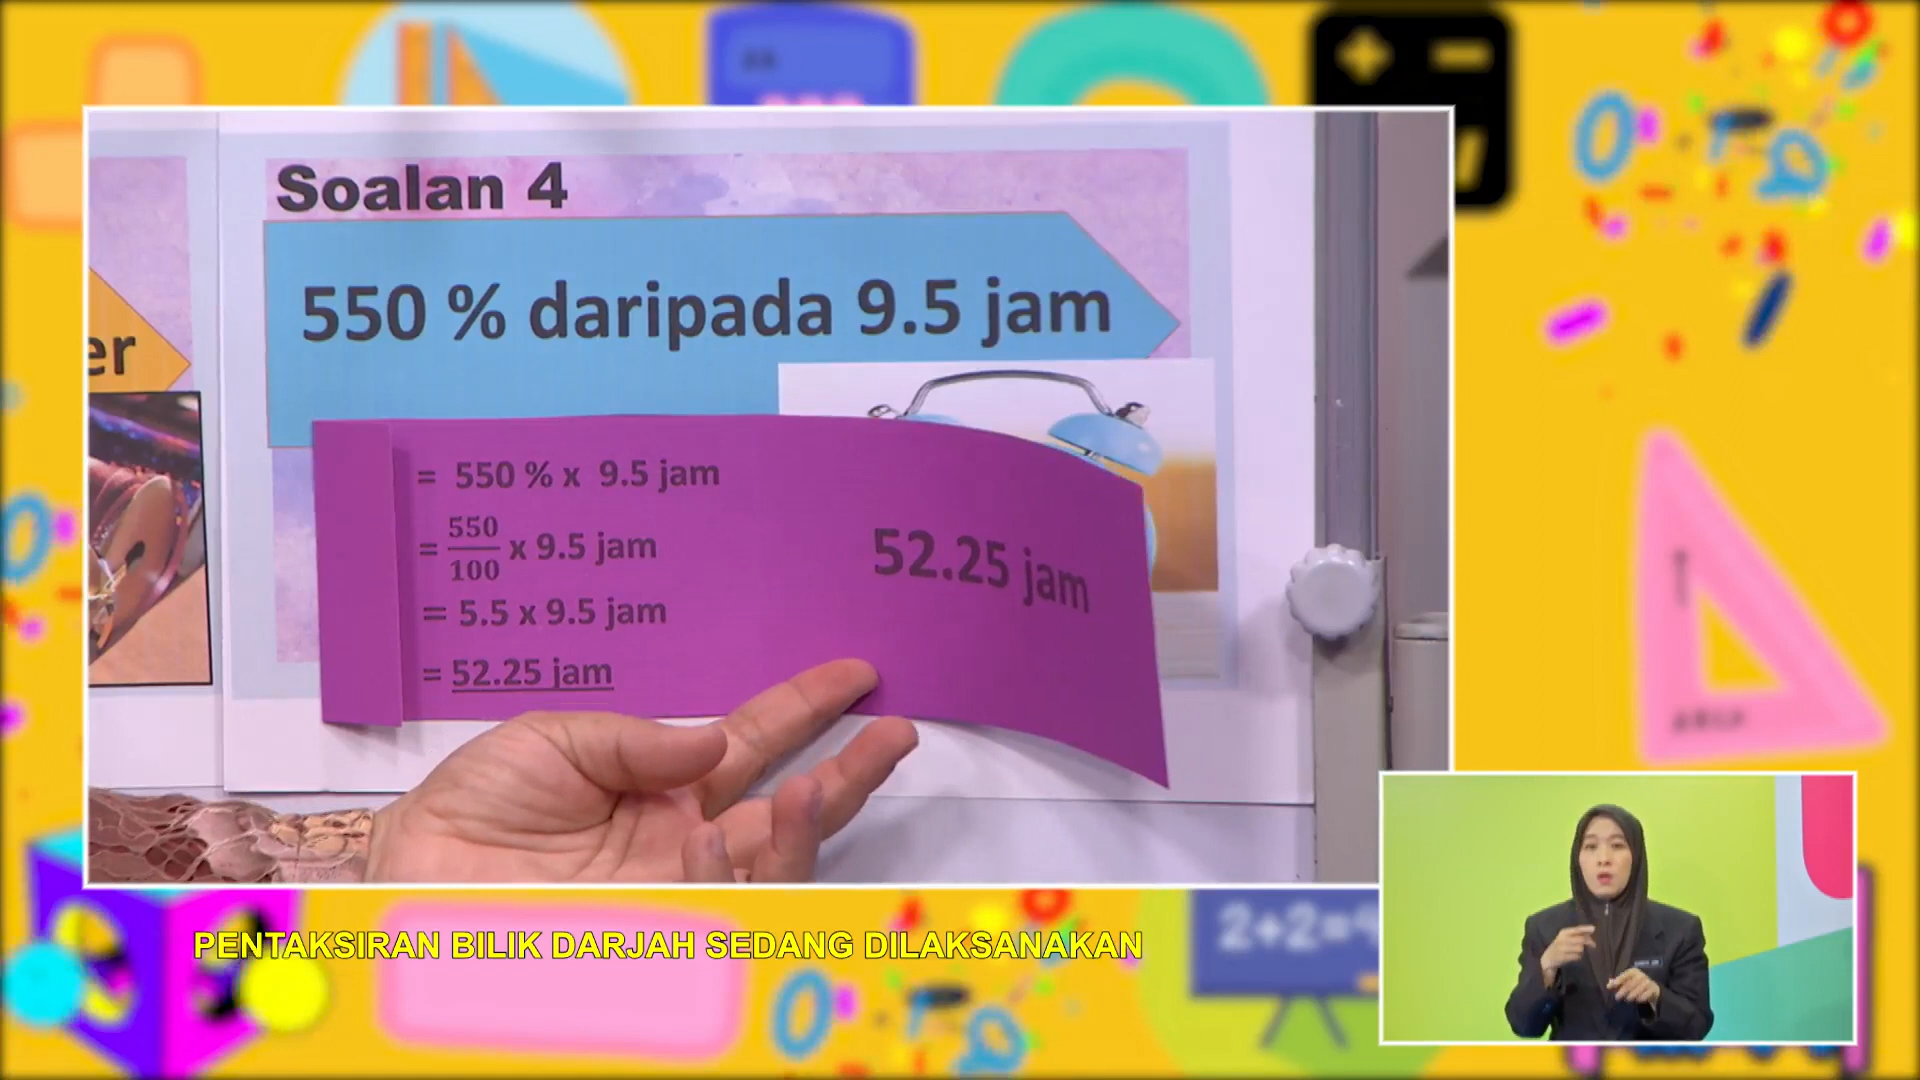 Soalan 4
550 % daripada 9.5 jam
er
= 550 % x 9.5 jam
= 550/100 x 9.5 jam
= 5.5 x 9.5 jam
= 52.25 jam
52.25 jam
PENTAKSIRAN BILIK DARJAH SEDANG DILAKSANAKAN
2+2=4